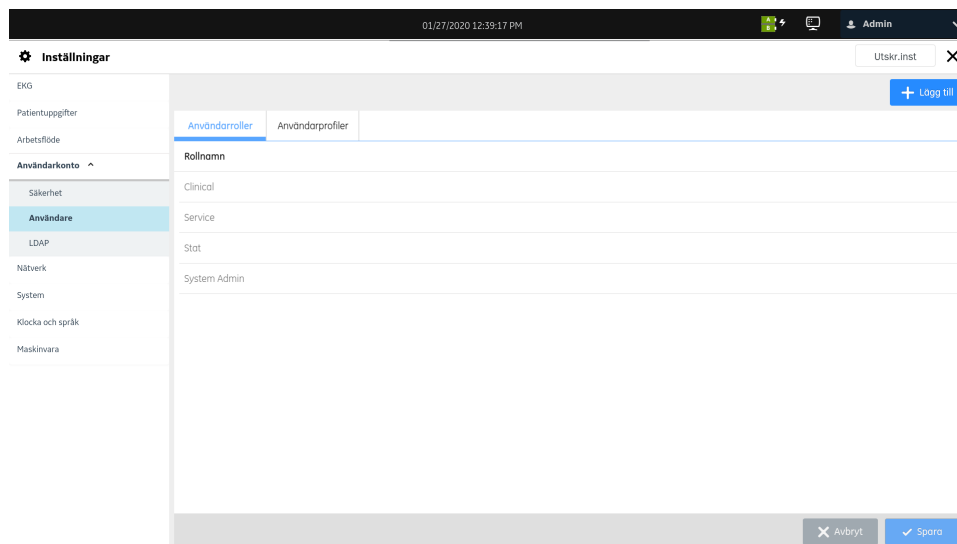 01/27/2020 12:39:17 PM
A
B
Admin
Inställningar
Utskr.inst
EKG
Lägg till
Patientuppgifter
Användarroller Användarprofiler
Arbetsflöde
Rollnamn
Användarkonto
Clinical
Säkerhet
Service
Användare
LDAP
Stat
Nätverk
System Admin
System
Klocka och språk
Maskinvara
Avbryt Spara